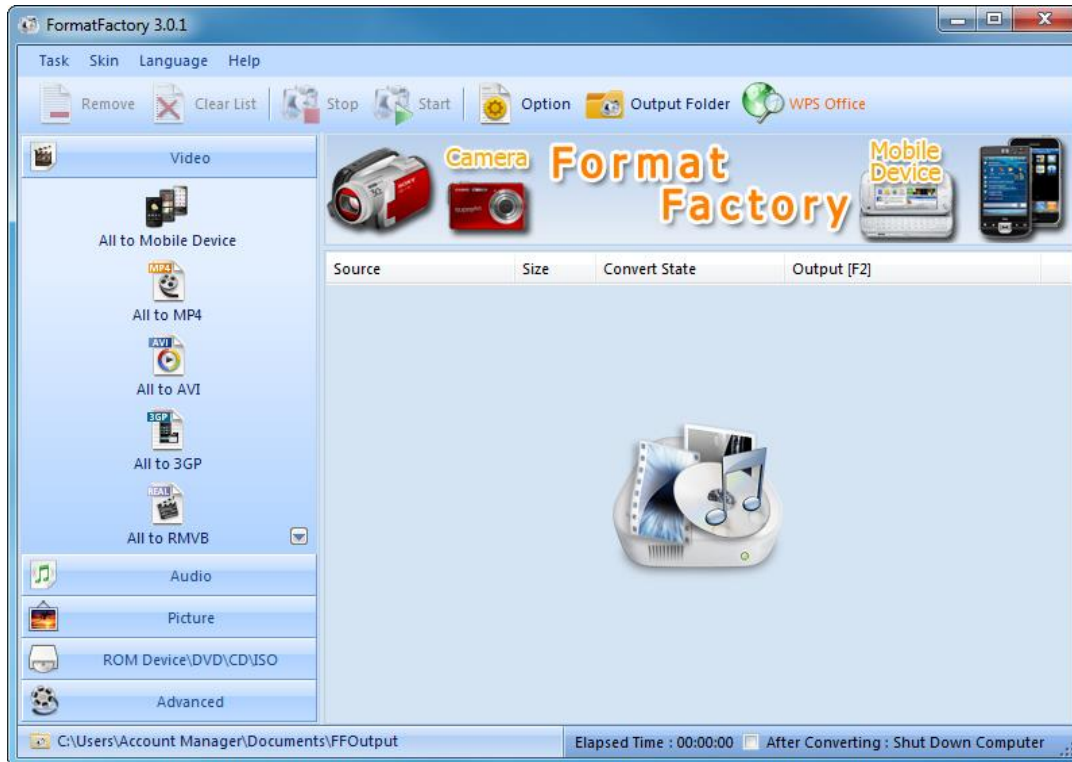 FormatFactory 3.0.1
Task Skin Language Help
Remove Clear List Stop Start Option Output Folder WPS Office
Video
All to Mobile Device
MP4
All to MP4
AVI
All to AVI
3GP
All to 3GP
REAL
All to RMVB
Audio
Picture
ROM Device\DVD\CD\ISO
Advanced
Camera
Format
Factory
Mobile
Device
Source Size Convert State Output [F2]
C:\Users\Account Manager\Documents\FFOutput
Elapsed Time : 00:00:00 After Converting : Shut Down Computer